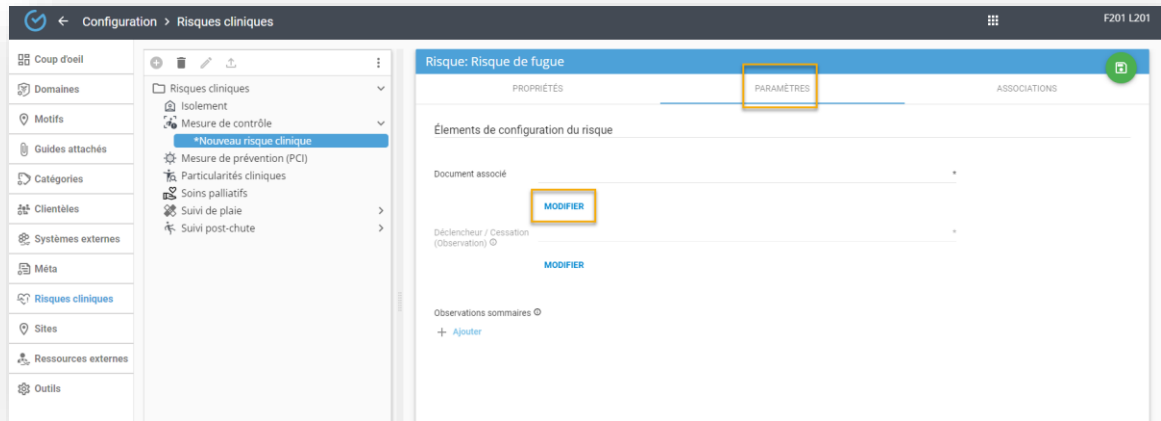 Configuration > Risques cliniques
F201 L201
Coup d'oeil
Domaines
Motifs
Guides attachés
Catégories
Clientèles
Systèmes externes
Méta
Risques cliniques
Sites
Ressources externes
Outils
Risques cliniques
Isolement
Mesure de contrôle
*Nouveau risque clinique
Mesure de prévention (PCI)
Particularités cliniques
Soins palliatifs
Suivi de plaie
Suivi post-chute
Risque: Risque de fugue
PROPRIÉTÉS PARAMÈTRES ASSOCIATIONS
Élements de configuration du risque
Document associé *
MODIFIER
Déclencheur / Cessation *
(Observation)
MODIFIER
Observations sommaires
+ Ajouter